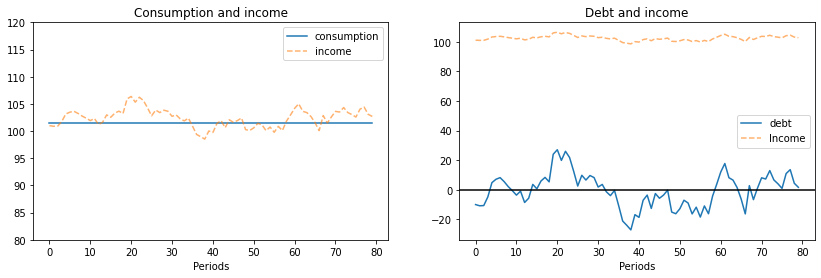 Consumption and income
120
115
110
105
100
95
90
85
80
0 10 20 30 40 50 60 70 80
Periods
consumption
income
Debt and income
100
80
60
40
20
0
−20
0 10 20 30 40 50 60 70 80
Periods
debt
Income